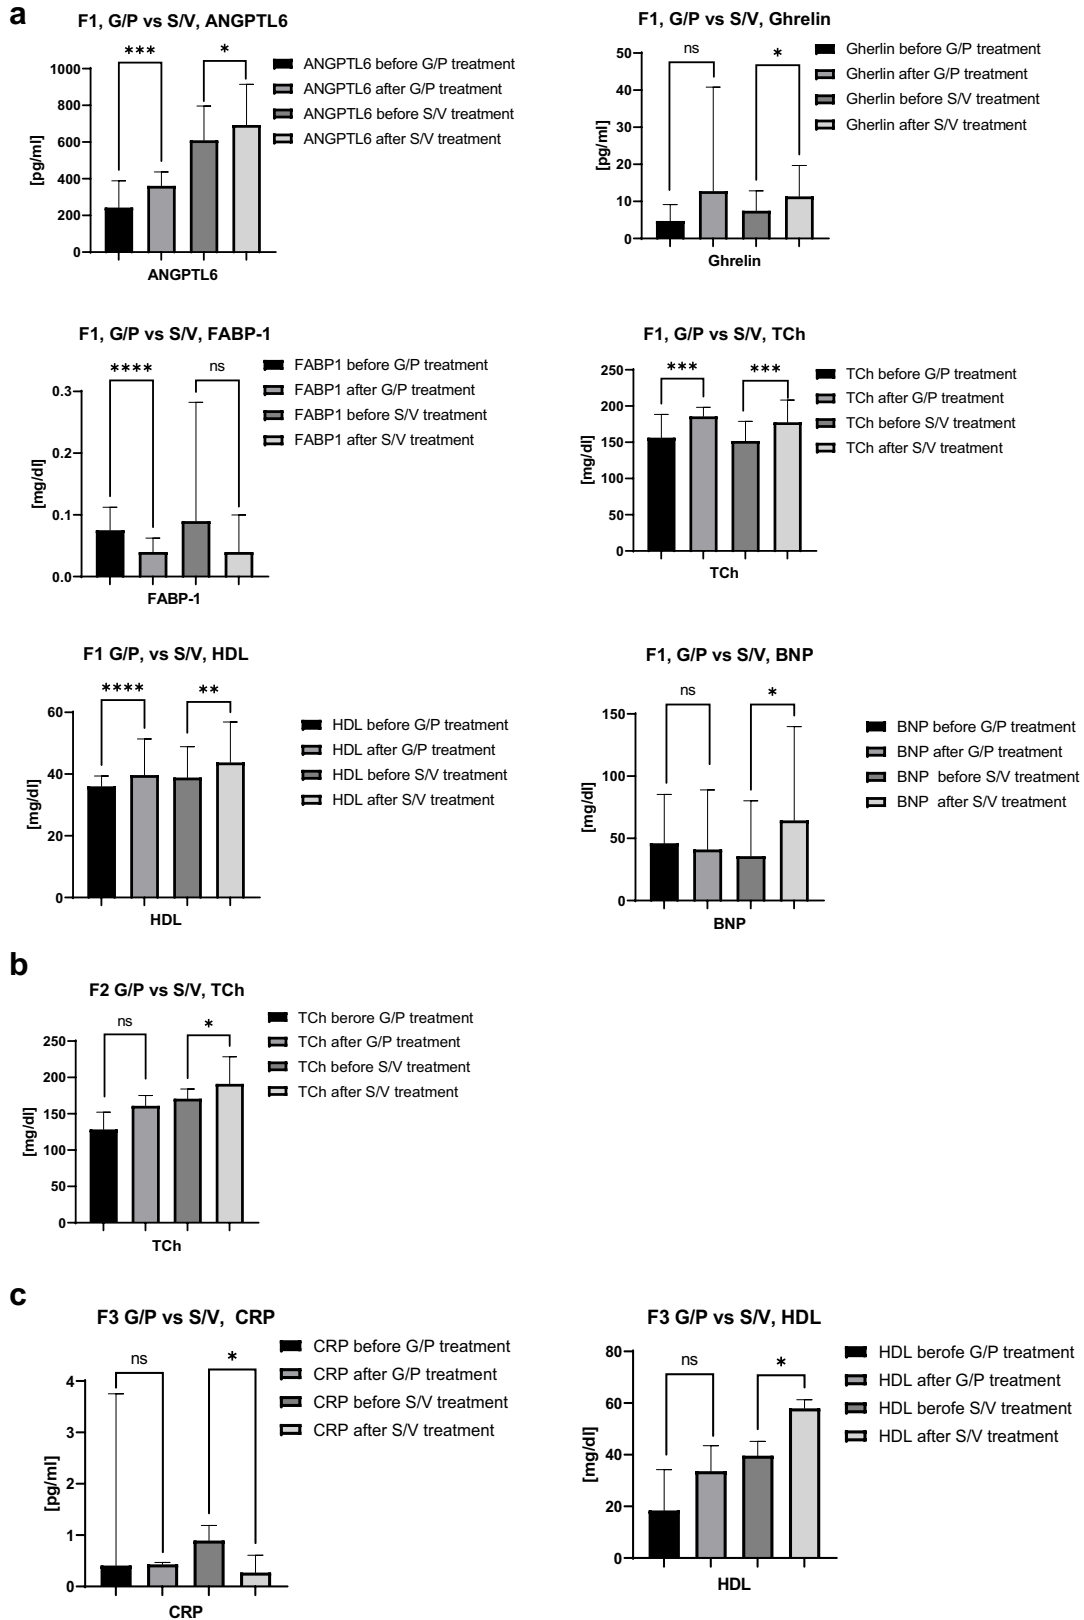 a
F1, G/P vs S/V, ANGPTL6
***
*
1000
800
600
400
200
0
[pg/ml]
ANGPTL6
ANGPTL6 before G/P treatment
ANGPTL6 after G/P treatment
ANGPTL6 before S/V treatment
ANGPTL6 after S/V treatment
F1, G/P vs S/V, Ghrelin
ns
*
50
40
30
20
10
0
[pg/ml]
Ghrelin
Gherlin before G/P treatment
Gherlin after G/P treatment
Gherlin before S/V treatment
Gherlin after S/V treatment
F1, G/P vs S/V, FABP-1
****
ns
0.3
0.2
0.1
0.0
[mg/dl]
FABP-1
FABP1 before G/P treatment
FABP1 after G/P treatment
FABP1 before S/V treatment
FABP1 after S/V treatment
F1, G/P vs S/V, TCh
***
***
250
200
150
100
50
0
[mg/dl]
TCh
TCh before G/P treatment
TCh after G/P treatment
TCh before S/V treatment
TCh after S/V treatment
F1 G/P, vs S/V, HDL
****
**
60
40
20
0
[mg/dl]
HDL
HDL before G/P treatment
HDL after G/P treatment
HDL before S/V treatment
HDL after S/V treatment
F1, G/P vs S/V, BNP
ns
*
150
100
50
0
[mg/dl]
BNP
BNP before G/P treatment
BNP after G/P treatment
BNP  before S/V treatment
BNP  after S/V treatment
b
F2 G/P vs S/V, TCh
ns
*
250
200
150
100
50
0
[mg/dl]
TCh
TCh berore G/P treatment
TCh after G/P treatment
TCh before S/V treatment
TCh after S/V treatment
c
F3 G/P vs S/V,  CRP
ns
*
4
3
2
1
0
[pg/ml]
CRP
CRP before G/P treatment
CRP after G/P treatment
CRP before S/V treatment
CRP after S/V treatment
F3 G/P vs S/V, HDL
ns
*
80
60
40
20
0
[mg/dl]
HDL
HDL berofe G/P treatment
HDL after G/P treatment
HDL berofe S/V treatment
HDL after S/V treatment